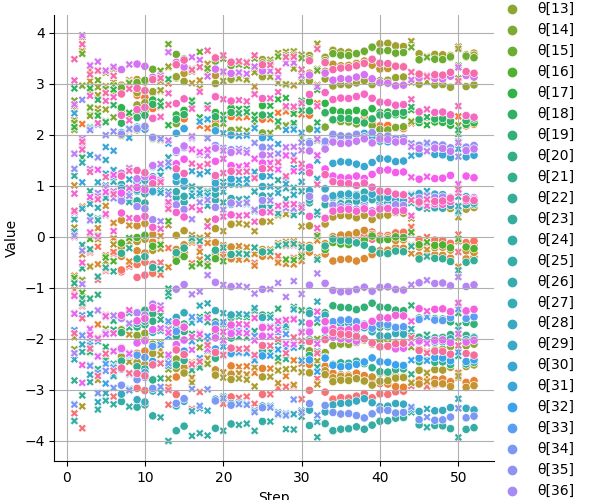 4
3
2
1
0
−1
−2
−3
−4
Value
0
10
20
30
40
50
Step
θ[13]
θ[14]
θ[15]
θ[16]
θ[17]
θ[18]
θ[19]
θ[20]
θ[21]
θ[22]
θ[23]
θ[24]
θ[25]
θ[26]
θ[27]
θ[28]
θ[29]
θ[30]
θ[31]
θ[32]
θ[33]
θ[34]
θ[35]
θ[36]